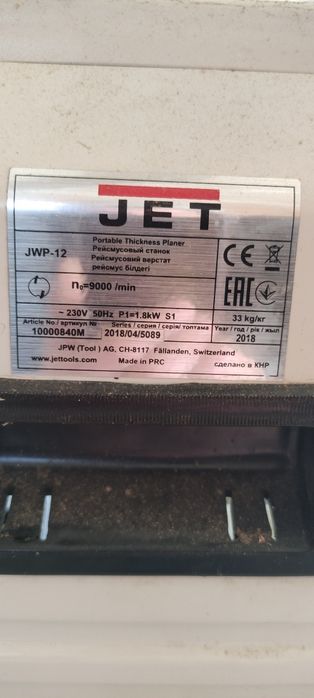 JET
JWP-12
Portable Thickness Planer
Рейсмусовый станок
Рейсмусовий верстат
рейсмус білдегі
CE
n₀=9000 /min
EAC
~ 230V 50Hz P1=1.8kW S1
33 kg/кг
Article No./ артикул №
Series / серия / серія/ топтама
Year / год / рік / жыл
10000840M
2018/04/5089
2018
JPW (Tool ) AG, CH-8117 Fällanden, Switzerland
www.jettools.com
Made in PRC
сделано в КНР